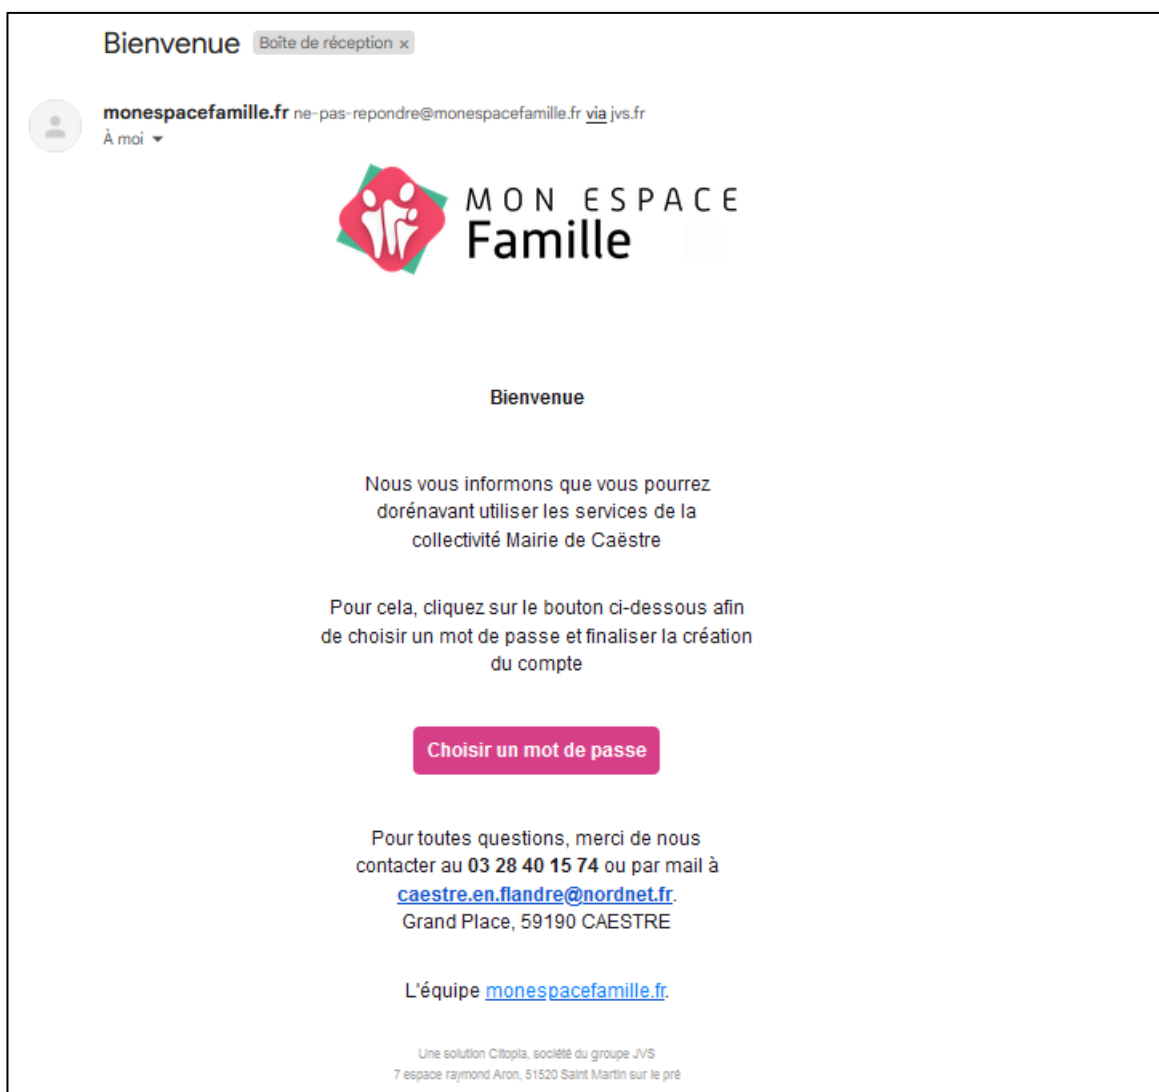 Bienvenue Boîte de réception ×
monespacefamille.fr ne-pas-repondre@monespacefamille.fr via jvs.fr
À moi
MON ESPACE
Famille
Bienvenue
Nous vous informons que vous pourrez
dorénavant utiliser les services de la
collectivité Mairie de Caëstre
Pour cela, cliquez sur le bouton ci-dessous afin
de choisir un mot de passe et finaliser la création
du compte
Choisir un mot de passe
Pour toutes questions, merci de nous
contacter au 03 28 40 15 74 ou par mail à
caestre.en.flandre@nordnet.fr.
Grand Place, 59190 CAESTRE
L'équipe monespacefamille.fr.
Une solution Citopia, société du groupe JVS
7 espace raymond Aron, 51520 Saint Martin sur le pré